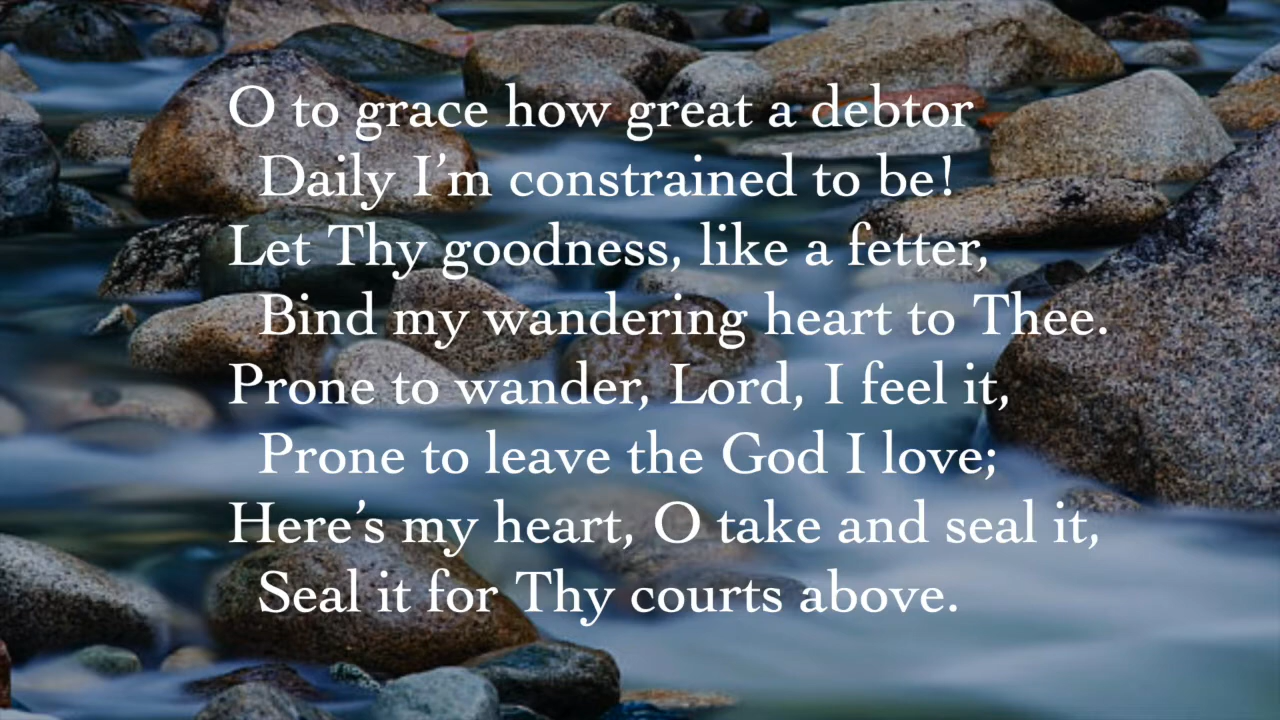 O to grace how great a debtor
Daily I’m constrained to be!
Let Thy goodness, like a fetter,
Bind my wandering heart to Thee.
Prone to wander, Lord, I feel it,
Prone to leave the God I love;
Here’s my heart, O take and seal it,
Seal it for Thy courts above.